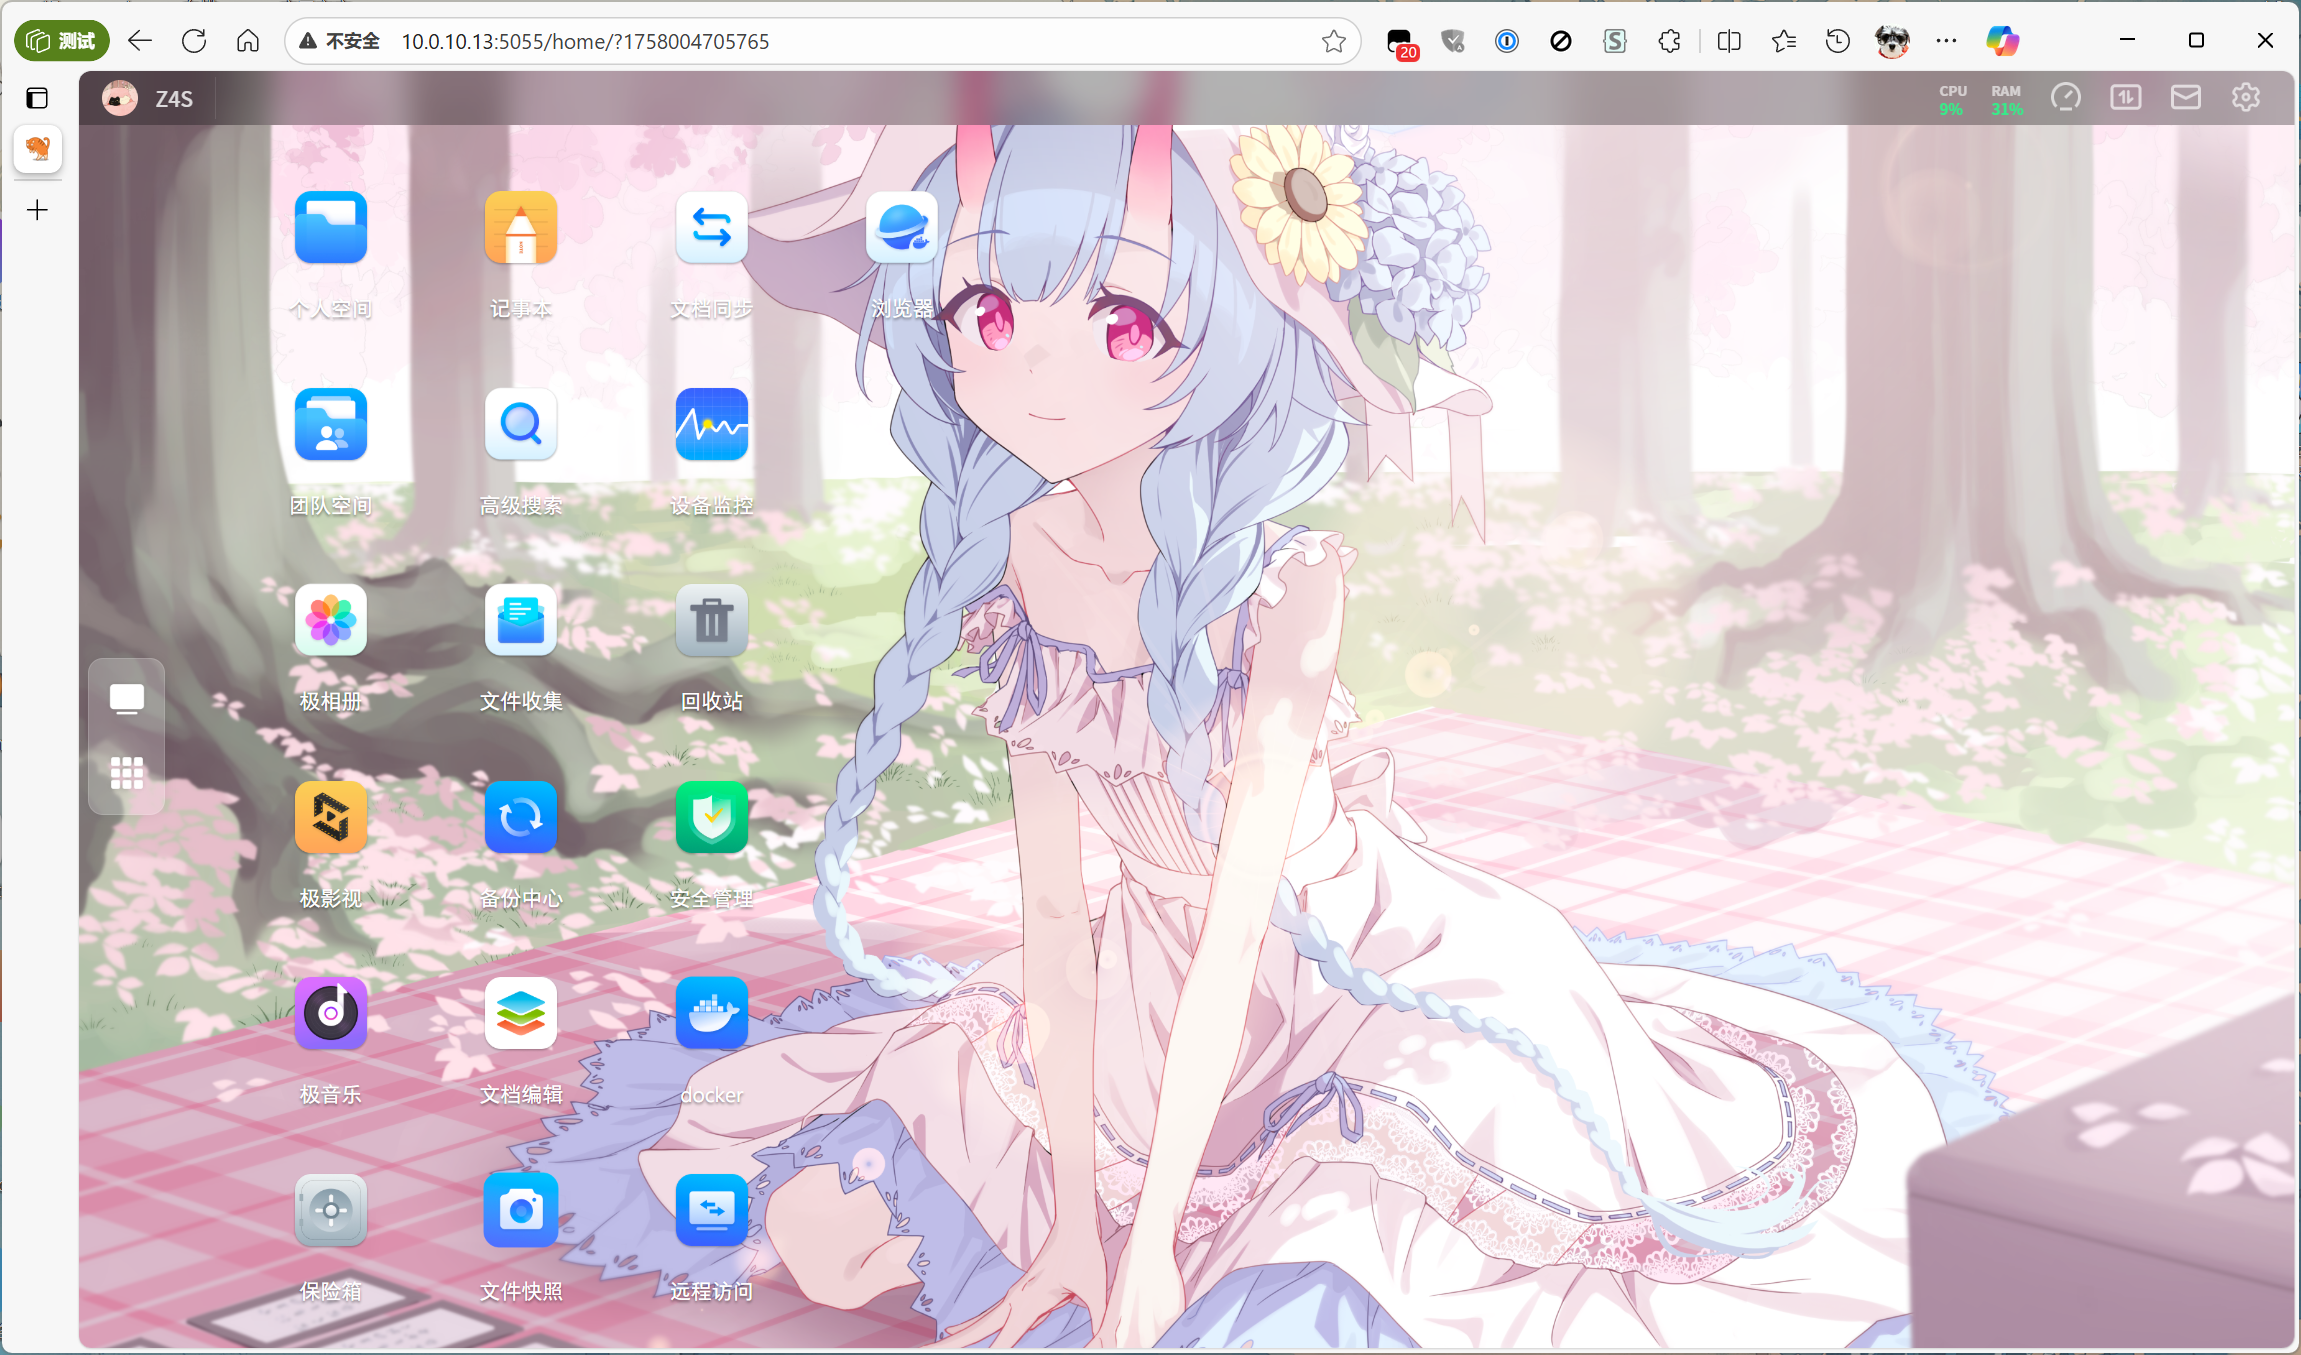 测试
不安全 10.0.10.13:5055/home/?1758004705765
20
Z4S
CPU
9%
RAM
31%
个人空间
记事本
文档同步
浏览器
团队空间
高级搜索
设备监控
极相册
文件收集
回收站
极影视
备份中心
安全管理
极音乐
文档编辑
docker
保险箱
文件快照
远程访问